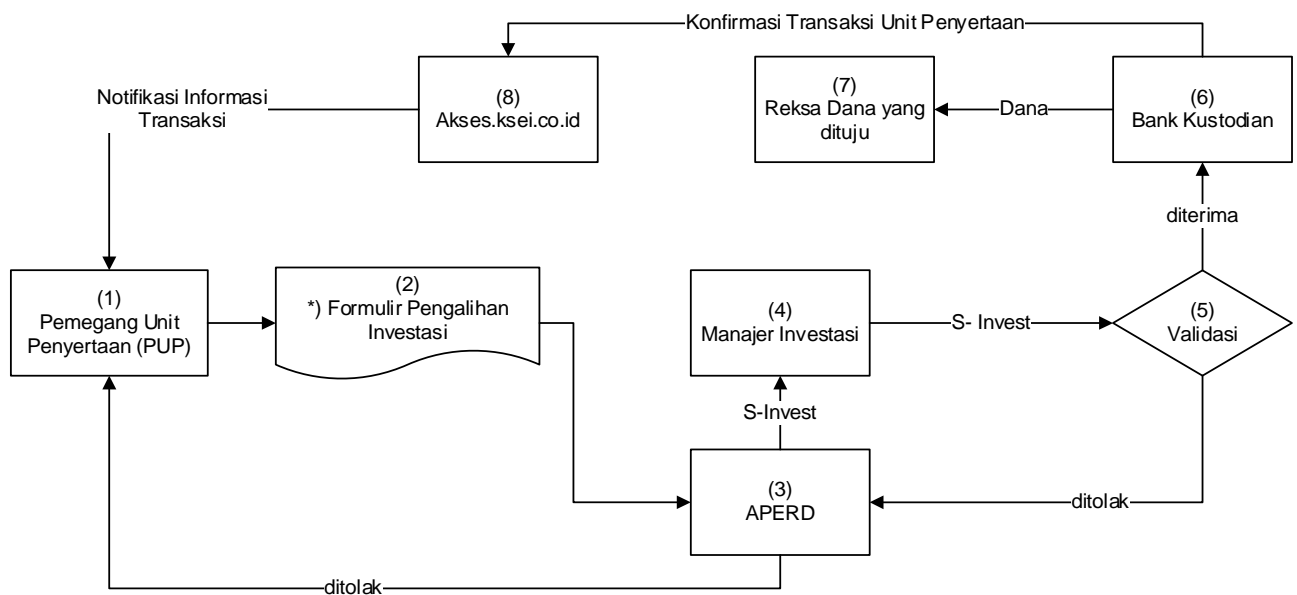 Konfirmasi Transaksi Unit Penyertaan
Notifikasi Informasi
Transaksi
(8)
Akses.ksei.co.id
(7)
Reksa Dana yang
dituju
Dana
(6)
Bank Kustodian
diterima
(1)
Pemegang Unit
Penyertaan (PUP)
(2)
*) Formulir Pengalihan
Investasi
(4)
Manajer Investasi
S- Invest
(5)
Validasi
S-Invest
(3)
APERD
ditolak
ditolak